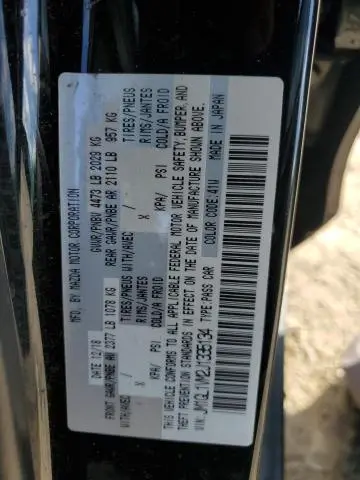 MFD. BY MAZDA MOTOR CORPORATION
DATE 12/18 GVWR/PNBV 4473 LB 2029 KG
FRONT GAWR/PNBE AV 2377 LB 1078 KG REAR GAWR/PNBE AR 2110 LB 957 KG
WITH/AVEC TIRES/PNEUS WITH/AVEC TIRES/PNEUS
X RIMS/JANTES X RIMS/JANTES
KPA/ PSI COLD/A FROID KPA/ PSI COLD/A FROID
THIS VEHICLE CONFORMS TO ALL APPLICABLE FEDERAL MOTOR VEHICLE SAFETY, BUMPER, AND
THEFT PREVENTION STANDARDS IN EFFECT ON THE DATE OF MANUFACTURE SHOWN ABOVE.
TYPE:PASS CAR COLOR CODE:41W MADE IN JAPAN
VIN: JM1GL1VM2J1335134